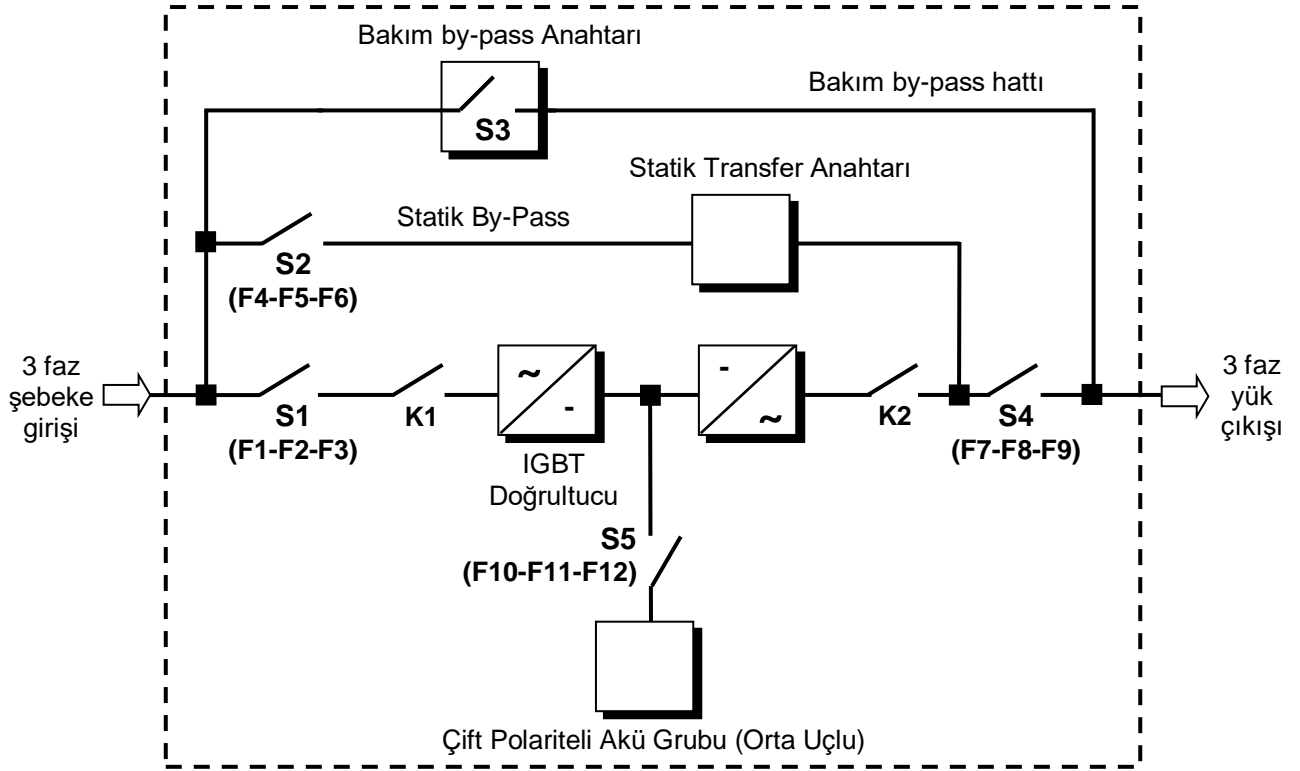 Bakım by-pass Anahtarı
Bakım by-pass hattı
S3
Statik Transfer Anahtarı
Statik By-Pass
S2
(F4-F5-F6)
3 faz
şebeke
girişi
S1
(F1-F2-F3)
K1
~
-
IGBT
Doğrultucu
-
~
K2
S4
(F7-F8-F9)
3 faz
yük
çıkışı
S5
(F10-F11-F12)
Çift Polariteli Akü Grubu (Orta Uçlu)